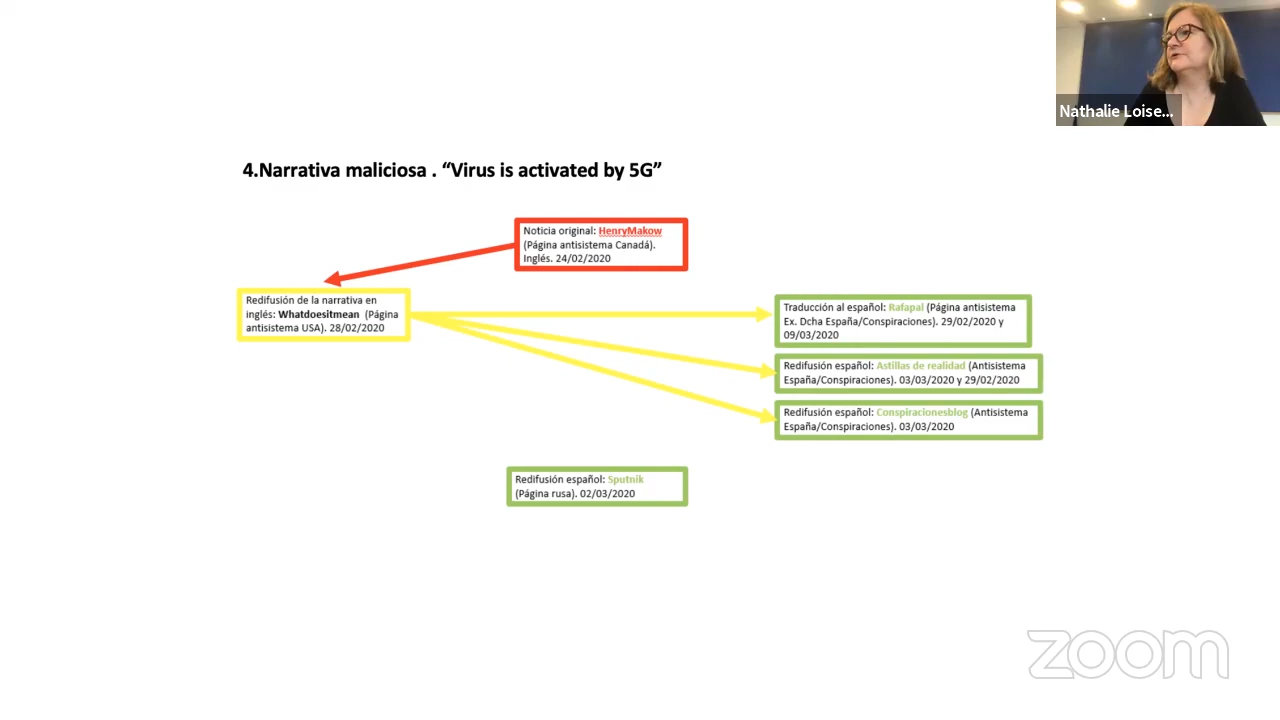 Nathalie Loise...
4.Narrativa maliciosa . “Virus is activated by 5G”
Noticia original: HenryMakow
(Página antisistema Canadá).
Inglés. 24/02/2020
Redifusión de la narrativa en
inglés: Whatdoesitmean (Página
antisistema USA). 28/02/2020
Traducción al español: Rafapal (Página antisistema
Ex. Dcha España/Conspiraciones). 29/02/2020 y
09/03/2020
Redifusión español: Astillas de realidad (Antisistema
España/Conspiraciones). 03/03/2020 y 29/02/2020
Redifusión español: Conspiracionesblog (Antisistema
España/Conspiraciones). 03/03/2020
Redifusión español: Sputnik
(Página rusa). 02/03/2020
zoom